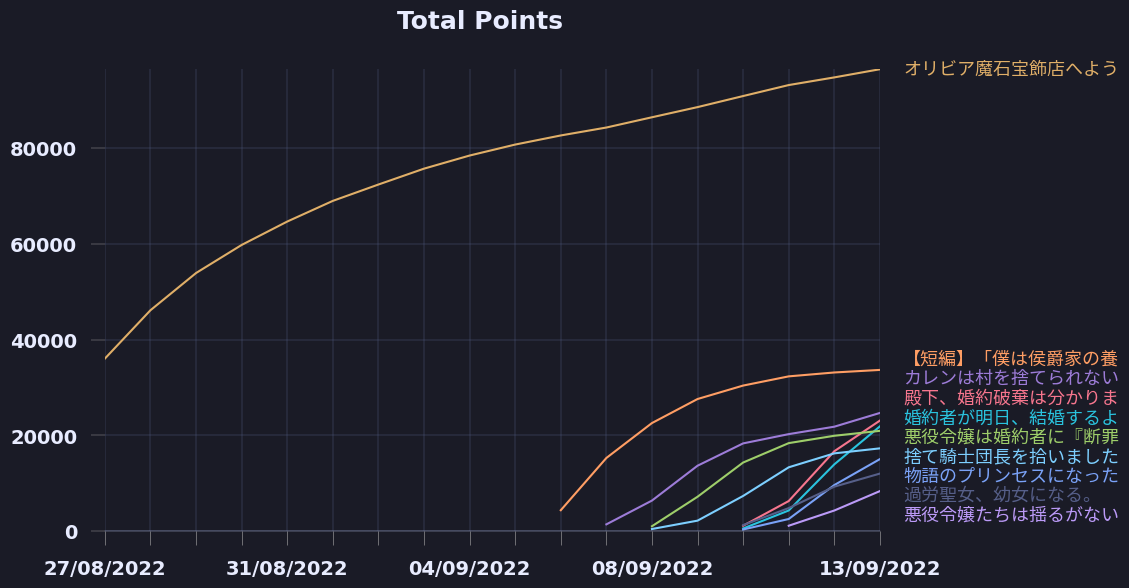 Total Points
オリビア魔石宝飾店へよう
80000
60000
40000
【短編】「僕は侯爵家の養
カレンは村を捨てられない
殿下、婚約破棄は分かりま
婚約者が明日、結婚するよ
20000
悪役令嬢は婚約者に『断罪
捨て騎士団長を拾いました
物語のプリンセスになった
過労聖女、幼女になる。
悪役令嬢たちは揺るがない
0
27/08/2022
31/08/2022
04/09/2022
08/09/2022
13/09/2022